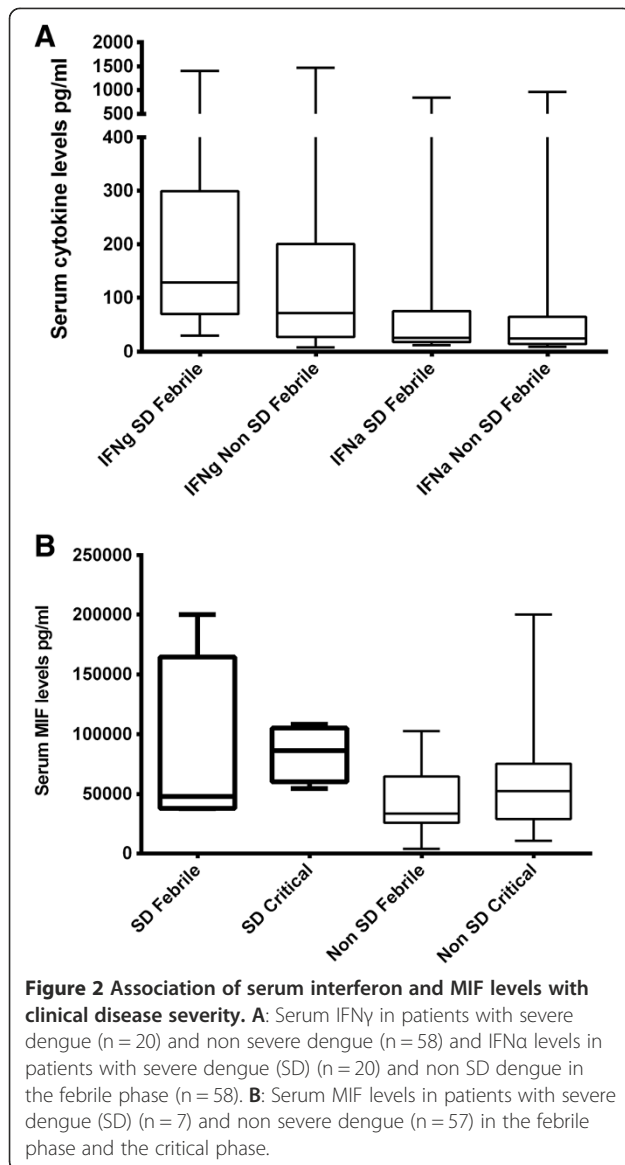 A
2000
1500
1000
500
400
300
200
100
0
Serum cytokine levels pg/ml
IFNg SD Febrile
IFNg Non SD Febrile
IFNa SD Febrile
IFNa Non SD Febrile
B
250000
200000
150000
100000
50000
0
Serum MIF levels pg/ml
SD Febrile
SD Critical
Non SD Febrile
Non SD Critical
Figure 2 Association of serum interferon and MIF levels with
clinical disease severity. A: Serum IFNγ in patients with severe
dengue (n = 20) and non severe dengue (n = 58) and IFNα levels in
patients with severe dengue (SD) (n = 20) and non SD dengue in
the febrile phase (n = 58). B: Serum MIF levels in patients with severe
dengue (SD) (n = 7) and non severe dengue (n = 57) in the febrile
phase and the critical phase.